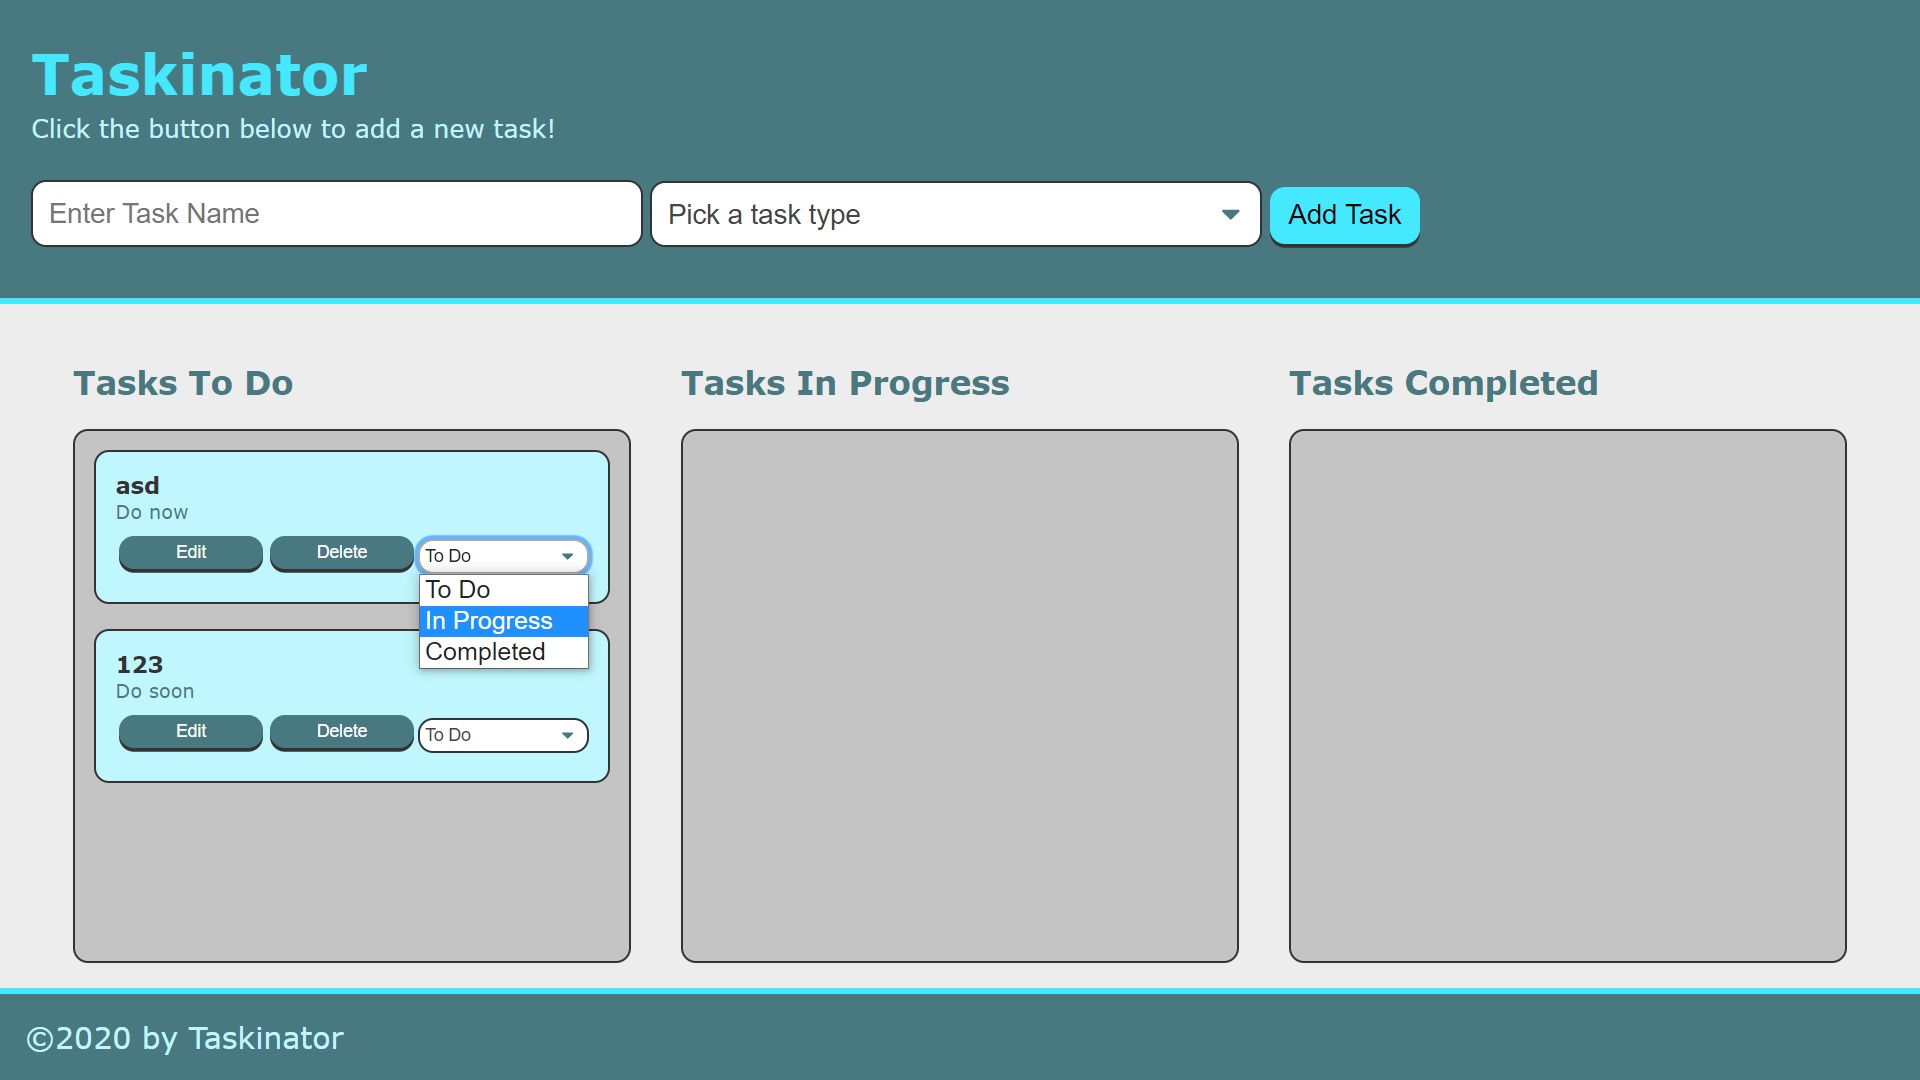 Taskinator
Click the button below to add a new task!
Enter Task Name
Pick a task type
Add Task
Tasks To Do
Tasks In Progress
Tasks Completed
asd
Do now
Edit
Delete
To Do
To Do
In Progress
Completed
123
Do soon
Edit
Delete
To Do
©2020 by Taskinator